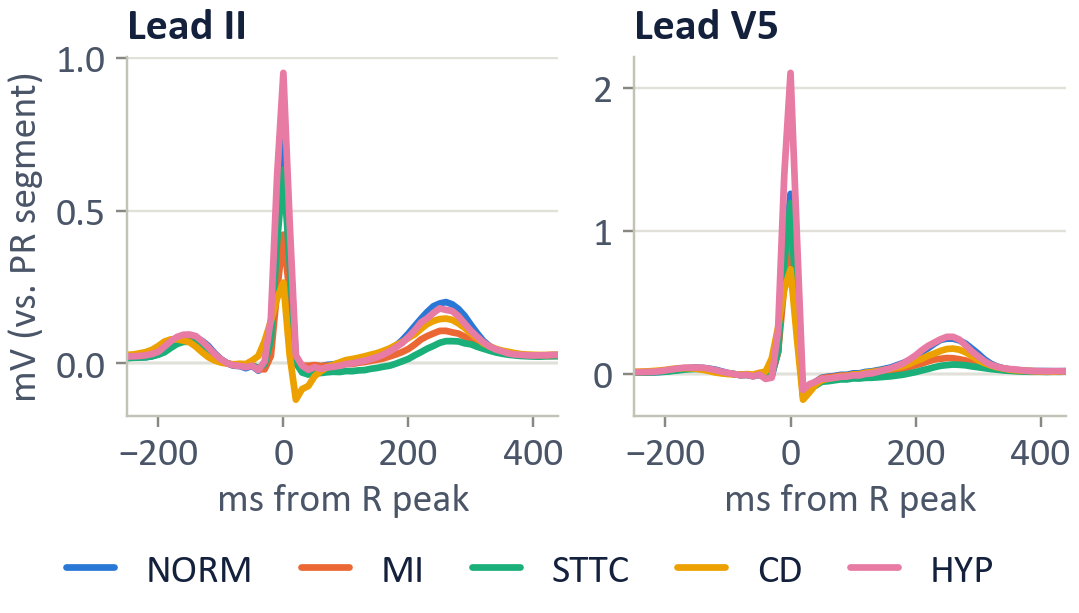 Lead II
Lead V5
mV (vs. PR segment)
1.0
0.5
0.0
−200 0 200 400
ms from R peak
2
1
0
−200 0 200 400
ms from R peak
NORM MI STTC CD HYP